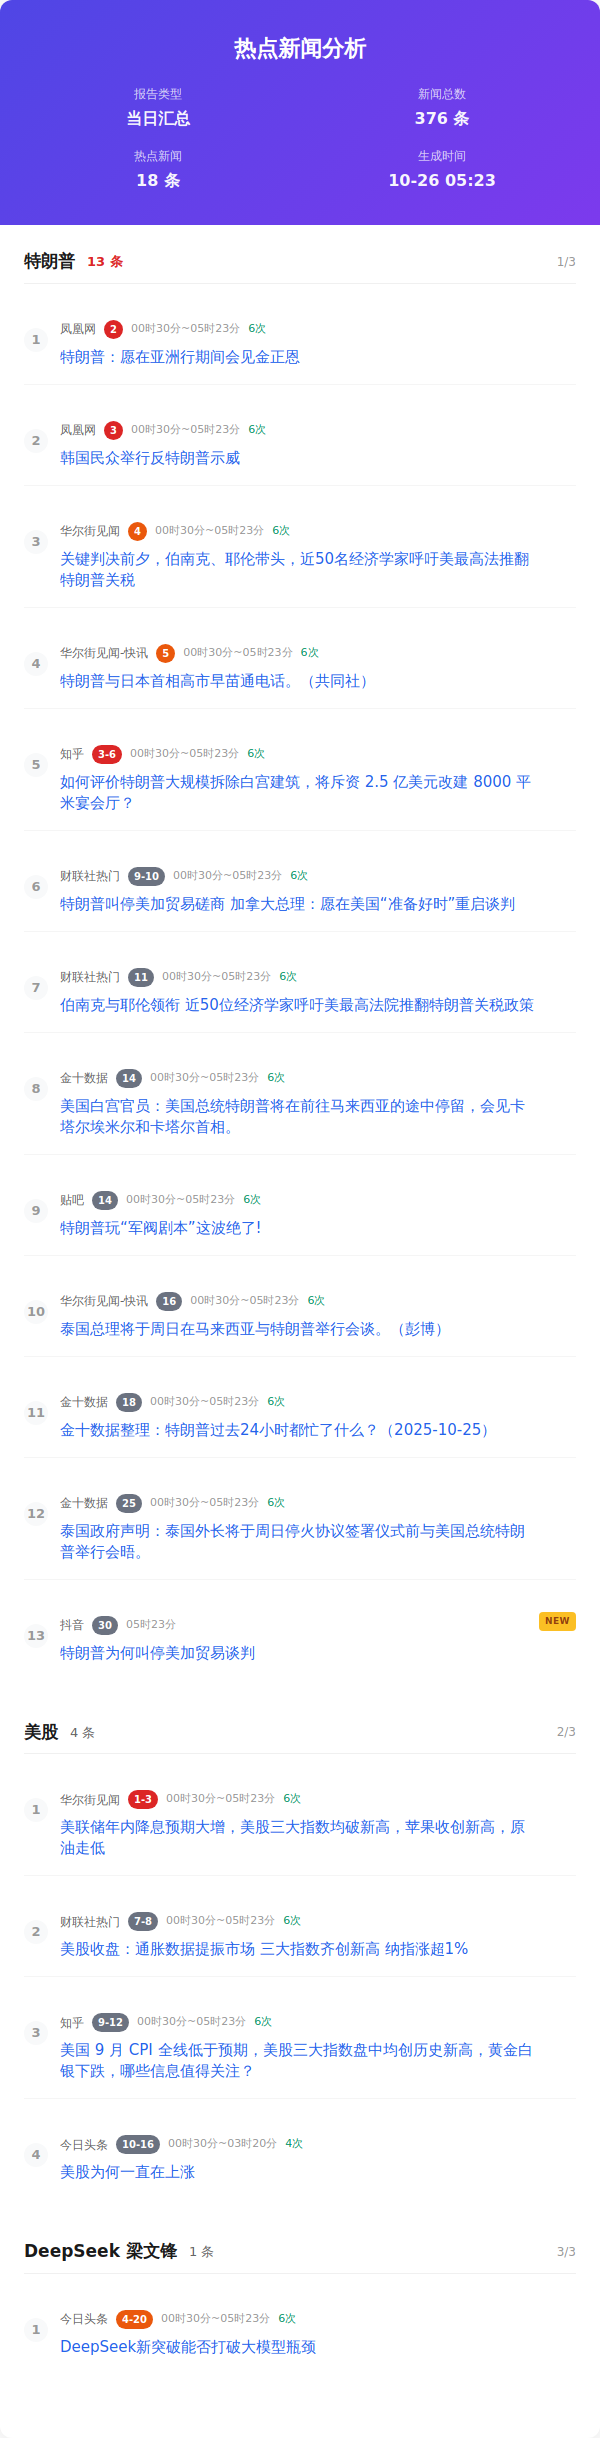 热点新闻分析
报告类型
新闻总数
当日汇总
376 条
热点新闻
生成时间
18 条
10-26 05:23
特朗普 13 条 1/3
1
凤凰网 2 00时30分~05时23分 6次
特朗普：愿在亚洲行期间会见金正恩
2
凤凰网 3 00时30分~05时23分 6次
韩国民众举行反特朗普示威
3
华尔街见闻 4 00时30分~05时23分 6次
关键判决前夕，伯南克、耶伦带头，近50名经济学家呼吁美最高法推翻
特朗普关税
4
华尔街见闻-快讯 5 00时30分~05时23分 6次
特朗普与日本首相高市早苗通电话。（共同社）
5
知乎 3-6 00时30分~05时23分 6次
如何评价特朗普大规模拆除白宫建筑，将斥资 2.5 亿美元改建 8000 平
米宴会厅？
6
财联社热门 9-10 00时30分~05时23分 6次
特朗普叫停美加贸易磋商 加拿大总理：愿在美国“准备好时”重启谈判
7
财联社热门 11 00时30分~05时23分 6次
伯南克与耶伦领衔 近50位经济学家呼吁美最高法院推翻特朗普关税政策
8
金十数据 14 00时30分~05时23分 6次
美国白宫官员：美国总统特朗普将在前往马来西亚的途中停留，会见卡
塔尔埃米尔和卡塔尔首相。
9
贴吧 14 00时30分~05时23分 6次
特朗普玩“军阀剧本”这波绝了!
10
华尔街见闻-快讯 16 00时30分~05时23分 6次
泰国总理将于周日在马来西亚与特朗普举行会谈。（彭博）
11
金十数据 18 00时30分~05时23分 6次
金十数据整理：特朗普过去24小时都忙了什么？（2025-10-25）
12
金十数据 25 00时30分~05时23分 6次
泰国政府声明：泰国外长将于周日停火协议签署仪式前与美国总统特朗
普举行会晤。
13
抖音 30 05时23分 NEW
特朗普为何叫停美加贸易谈判
美股 4 条 2/3
1
华尔街见闻 1-3 00时30分~05时23分 6次
美联储年内降息预期大增，美股三大指数均破新高，苹果收创新高，原
油走低
2
财联社热门 7-8 00时30分~05时23分 6次
美股收盘：通胀数据提振市场 三大指数齐创新高 纳指涨超1%
3
知乎 9-12 00时30分~05时23分 6次
美国 9 月 CPI 全线低于预期，美股三大指数盘中均创历史新高，黄金白
银下跌，哪些信息值得关注？
4
今日头条 10-16 00时30分~03时20分 4次
美股为何一直在上涨
DeepSeek 梁文锋 1 条 3/3
1
今日头条 4-20 00时30分~05时23分 6次
DeepSeek新突破能否打破大模型瓶颈